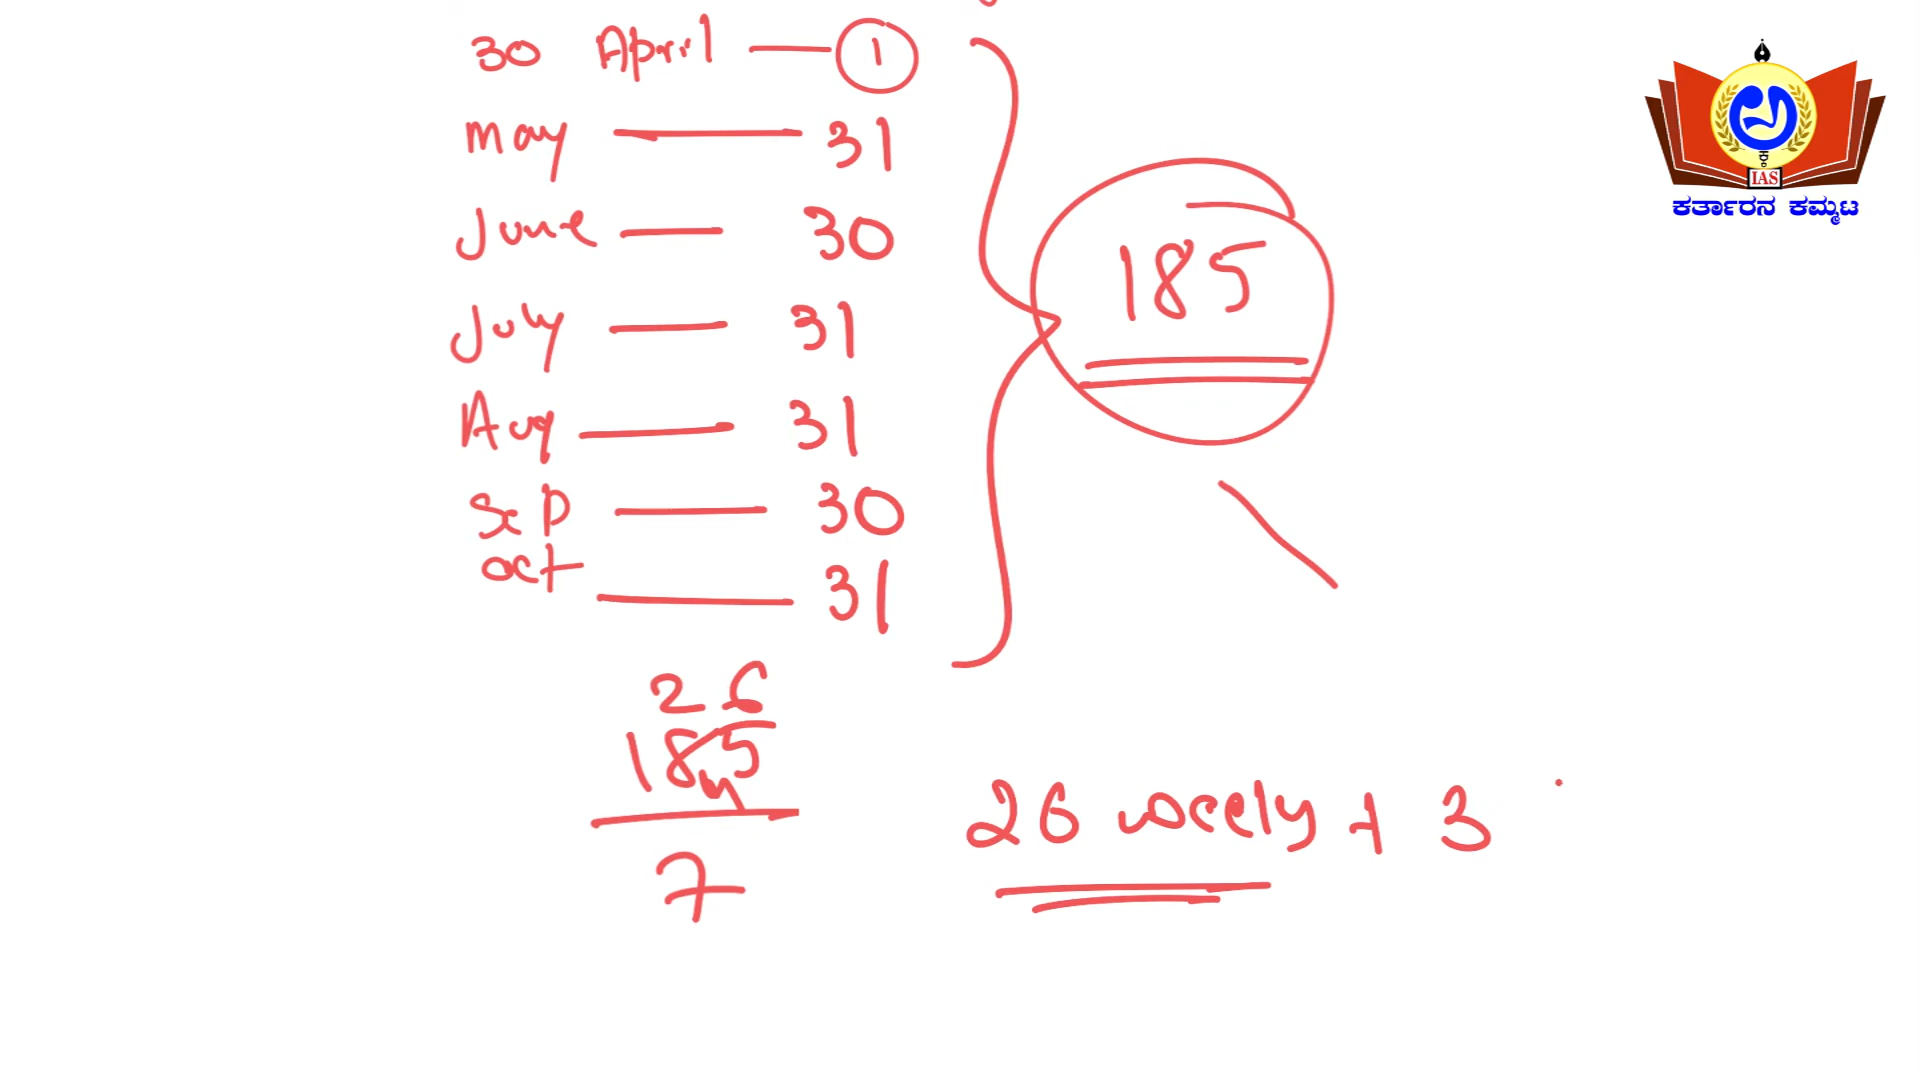 30 April — 1
May — 31
June — 30
July — 31
Aug — 31
Sep — 30
oct — 31
185
26
185
7
26 weely + 3
IAS
ಕರ್ತಾರನ ಕಮ್ಮಟ